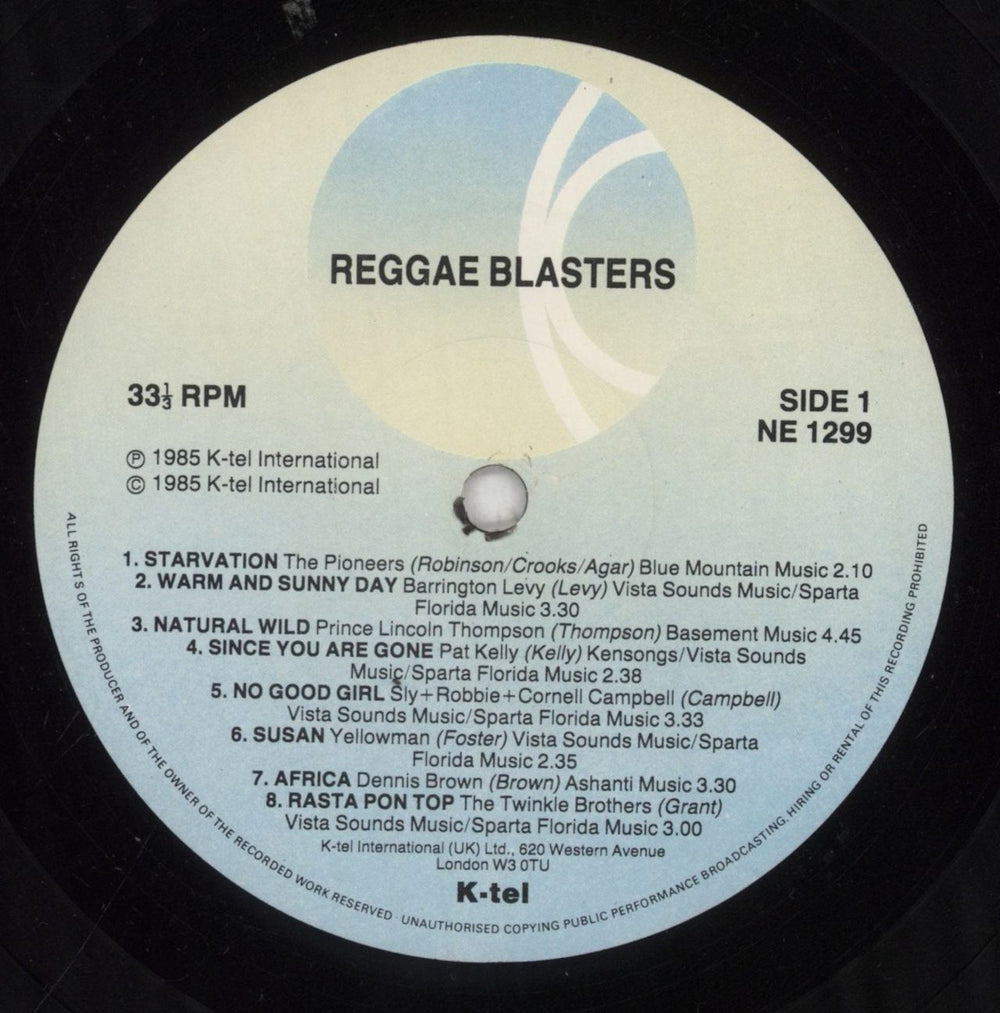 REGGAE BLASTERS
33⅓ RPM
SIDE 1
NE 1299
℗ 1985 K-tel International
© 1985 K-tel International
1. STARVATION The Pioneers (Robinson/Crooks/Agar) Blue Mountain Music 2.10
2. WARM AND SUNNY DAY Barrington Levy (Levy) Vista Sounds Music/Sparta
Florida Music 3.30
3. NATURAL WILD Prince Lincoln Thompson (Thompson) Basement Music 4.45
4. SINCE YOU ARE GONE Pat Kelly (Kelly) Kensongs/Vista Sounds
Music/Sparta Florida Music 2.38
5. NO GOOD GIRL Sly+Robbie+Cornell Campbell (Campbell)
Vista Sounds Music/Sparta Florida Music 3.33
6. SUSAN Yellowman (Foster) Vista Sounds Music/Sparta
Florida Music 2.35
7. AFRICA Dennis Brown (Brown) Ashanti Music 3.30
8. RASTA PON TOP The Twinkle Brothers (Grant)
Vista Sounds Music/Sparta Florida Music 3.00
K-tel International (UK) Ltd., 620 Western Avenue
London W3 0TU
K-tel
ALL RIGHTS OF THE PRODUCER AND OF THE OWNER OF THE RECORDED WORK RESERVED · UNAUTHORISED COPYING PUBLIC PERFORMANCE BROADCASTING, HIRING OR RENTAL OF THIS RECORDING PROHIBITED